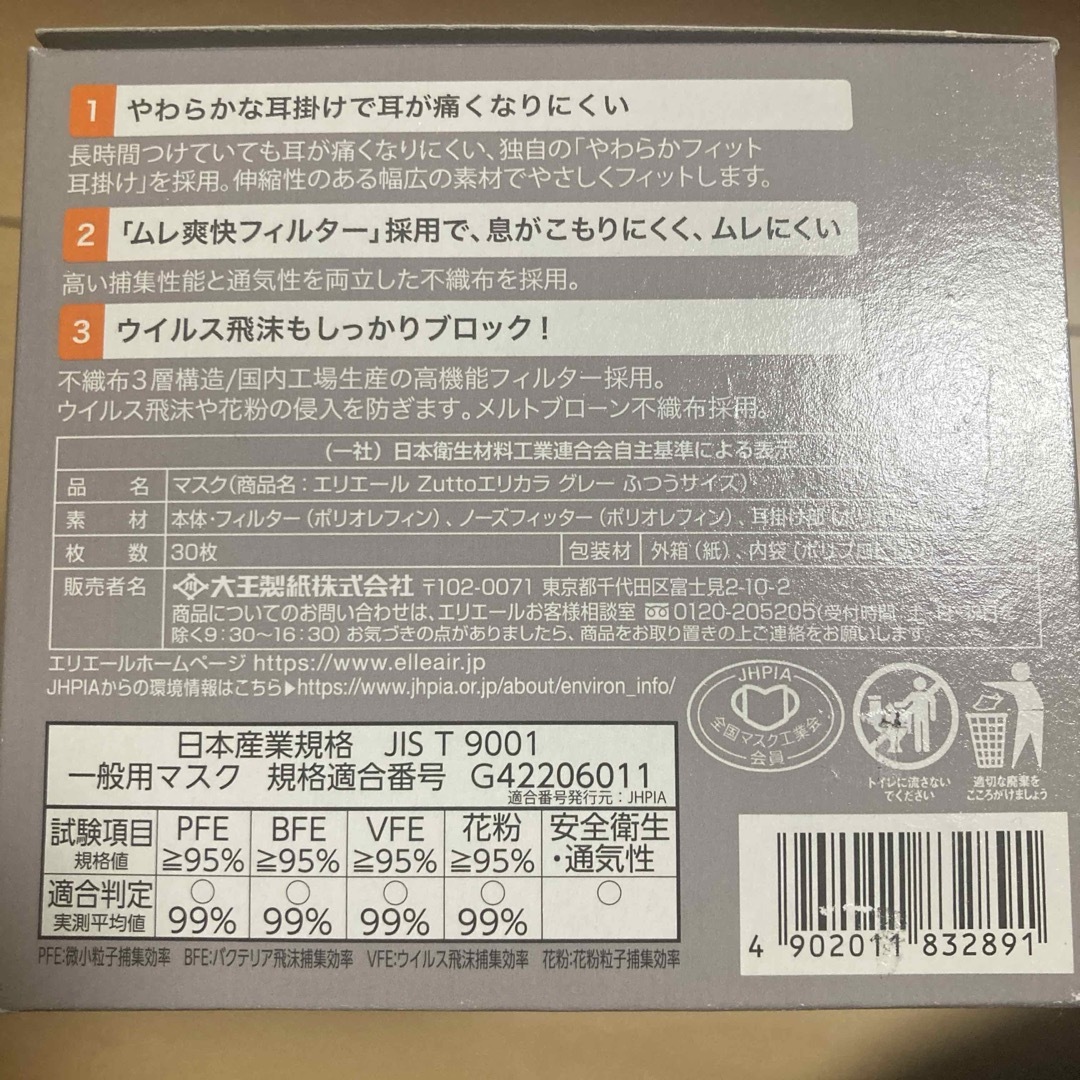 1 やわらかな耳掛けで耳が痛くなりにくい
長時間つけていても耳が痛くなりにくい、独自の「やわらかフィット
耳掛け」を採用。伸縮性のある幅広の素材でやさしくフィットします。
2 「ムレ爽快フィルター」採用で、息がこもりにくく、ムレにくい
高い捕集性能と通気性を両立した不織布を採用。
3 ウイルス飛沫もしっかりブロック!
不織布3層構造/国内工場生産の高機能フィルター採用。
ウイルス飛沫や花粉の侵入を防ぎます。メルトブローン不織布採用。
(一社)日本衛生材料工業連合会自主基準による表示
品名 マスク(商品名:エリエール Zuttoエリカラ グレー ふつうサイズ)
素材 本体・フィルター(ポリオレフィン)、ノーズフィッター(ポリオレフィン)、耳掛け部
枚数 30枚 包装材 外箱(紙)、内袋(ポリプロピレン)
販売者名 大王製紙株式会社 〒102-0071 東京都千代田区富士見2-10-2
商品についてのお問い合わせは、エリエールお客様相談室 0120-205205(受付時間 土・日・祝日を
除く9:30~16:30) お気づきの点がありましたら、商品をお取り置きの上ご連絡をお願いします。
エリエールホームページ https://www.elleair.jp
JHPIAからの環境情報はこちら▶https://www.jhpia.or.jp/about/environ_info/
JHPIA
全国マスク工業会
会員
トイレに流さない
でください
適切な廃棄を
こころがけましょう
日本産業規格 JIS T 9001
一般用マスク 規格適合番号 G42206011
適合番号発行元:JHPIA
試験項目 PFE BFE VFE 花粉 安全衛生
規格値 ≧95% ≧95% ≧95% ≧95% ・通気性
適合判定 ○ ○ ○ ○ ○
実測平均値 99% 99% 99% 99%
PFE:微小粒子捕集効率 BFE:バクテリア飛沫捕集効率 VFE:ウイルス飛沫捕集効率 花粉:花粉粒子捕集効率
4 902011 832891